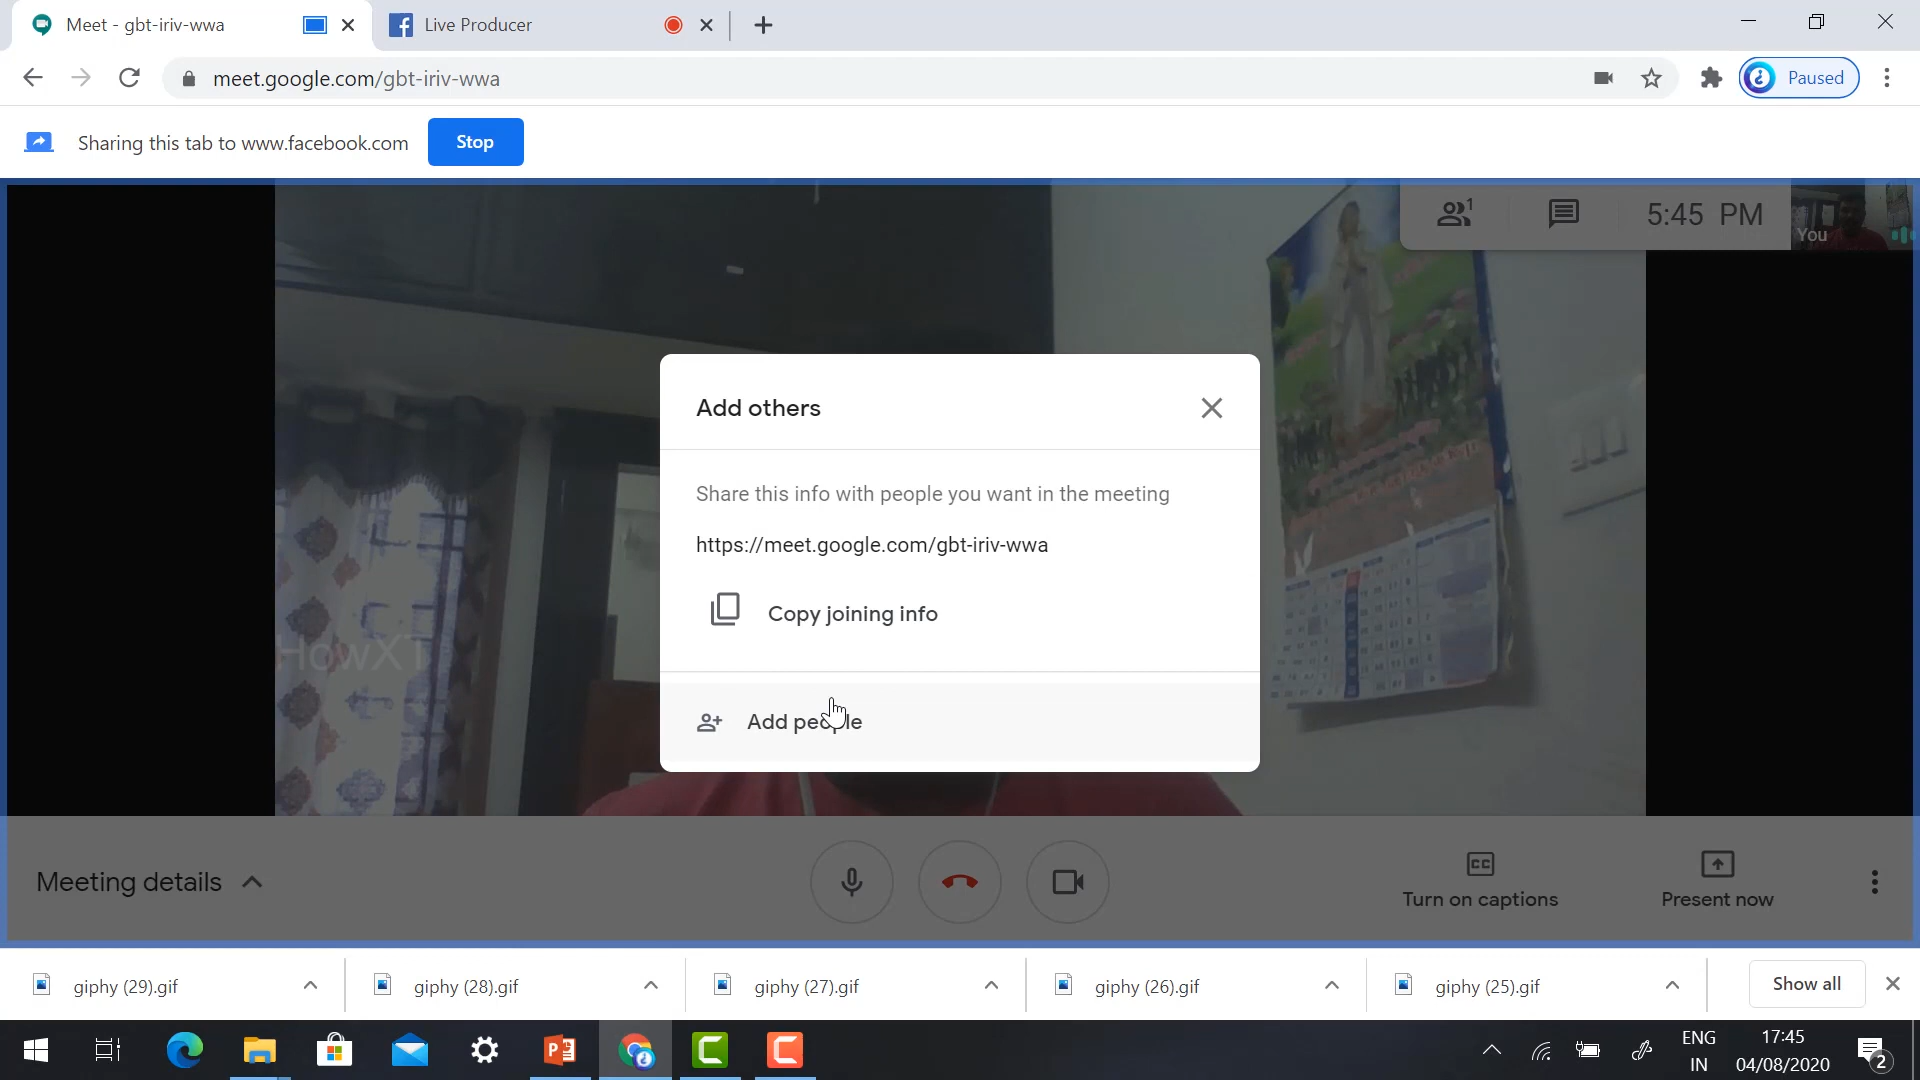 Meet - gbt-iriv-wwa
Live Producer
meet.google.com/gbt-iriv-wwa
Paused
Sharing this tab to www.facebook.com
Stop
1
5:45 PM
You
Add others
Share this info with people you want in the meeting
https://meet.google.com/gbt-iriv-wwa
Copy joining info
HowXT
Add people
Meeting details
CC
Turn on captions
Present now
giphy (29).gif
giphy (28).gif
giphy (27).gif
giphy (26).gif
giphy (25).gif
Show all
ENG
IN
17:45
04/08/2020
2